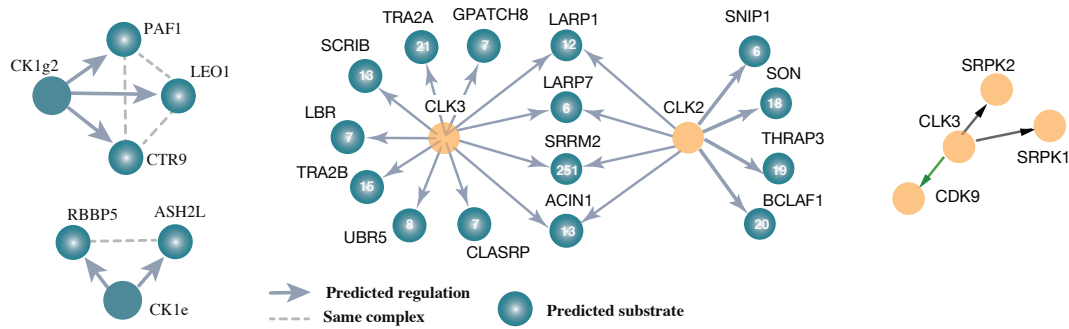 PAF1
CK1g2
LEO1
CTR9
RBBP5
ASH2L
CK1e
TRA2A
GPATCH8
LARP1
SNIP1
21
7
12
6
SCRIB
13
LARP7
SON
CLK3
6
CLK2
18
LBR
7
SRRM2
THRAP3
251
19
TRA2B
15
ACIN1
BCLAF1
8
7
13
20
UBR5
CLASRP
SRPK2
CLK3
SRPK1
CDK9
Predicted regulation
Same complex
Predicted substrate